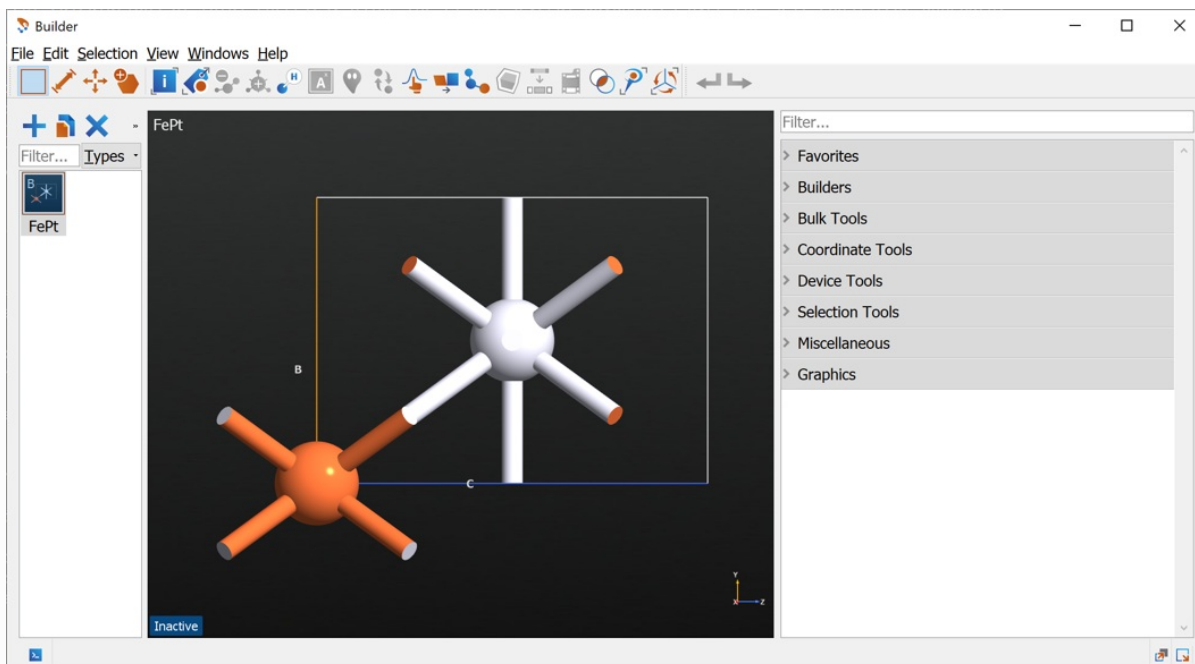 Builder
File Edit Selection View Windows Help
FePt
Filter...
Filter... Types
B
FePt
Favorites
Builders
Bulk Tools
Coordinate Tools
Device Tools
Selection Tools
Miscellaneous
Graphics
B
C
Y
X Z
Inactive